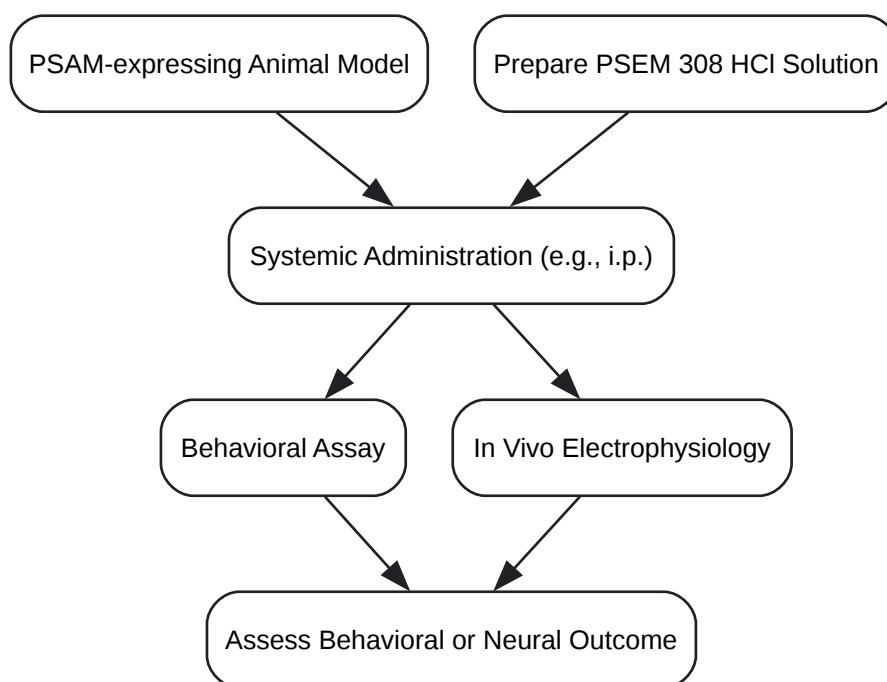 PSAM-expressing Animal Model
Prepare PSEM 308 HCl Solution
Systemic Administration (e.g., i.p.)
Behavioral Assay
In Vivo Electrophysiology
Assess Behavioral or Neural Outcome